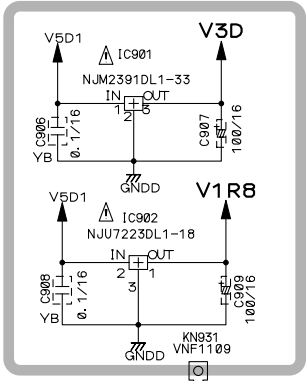 V5D1
V3D
IC901
NJM2391DL1-33
IN OUT
1 3
2
C906
0.1/16
YB
C907
100/16
GNDD
V5D1
V1R8
IC902
NJU7223DL1-18
IN OUT
2 1
3
C908
0.1/16
YB
C909
100/16
GNDD
KN931
VNF1109